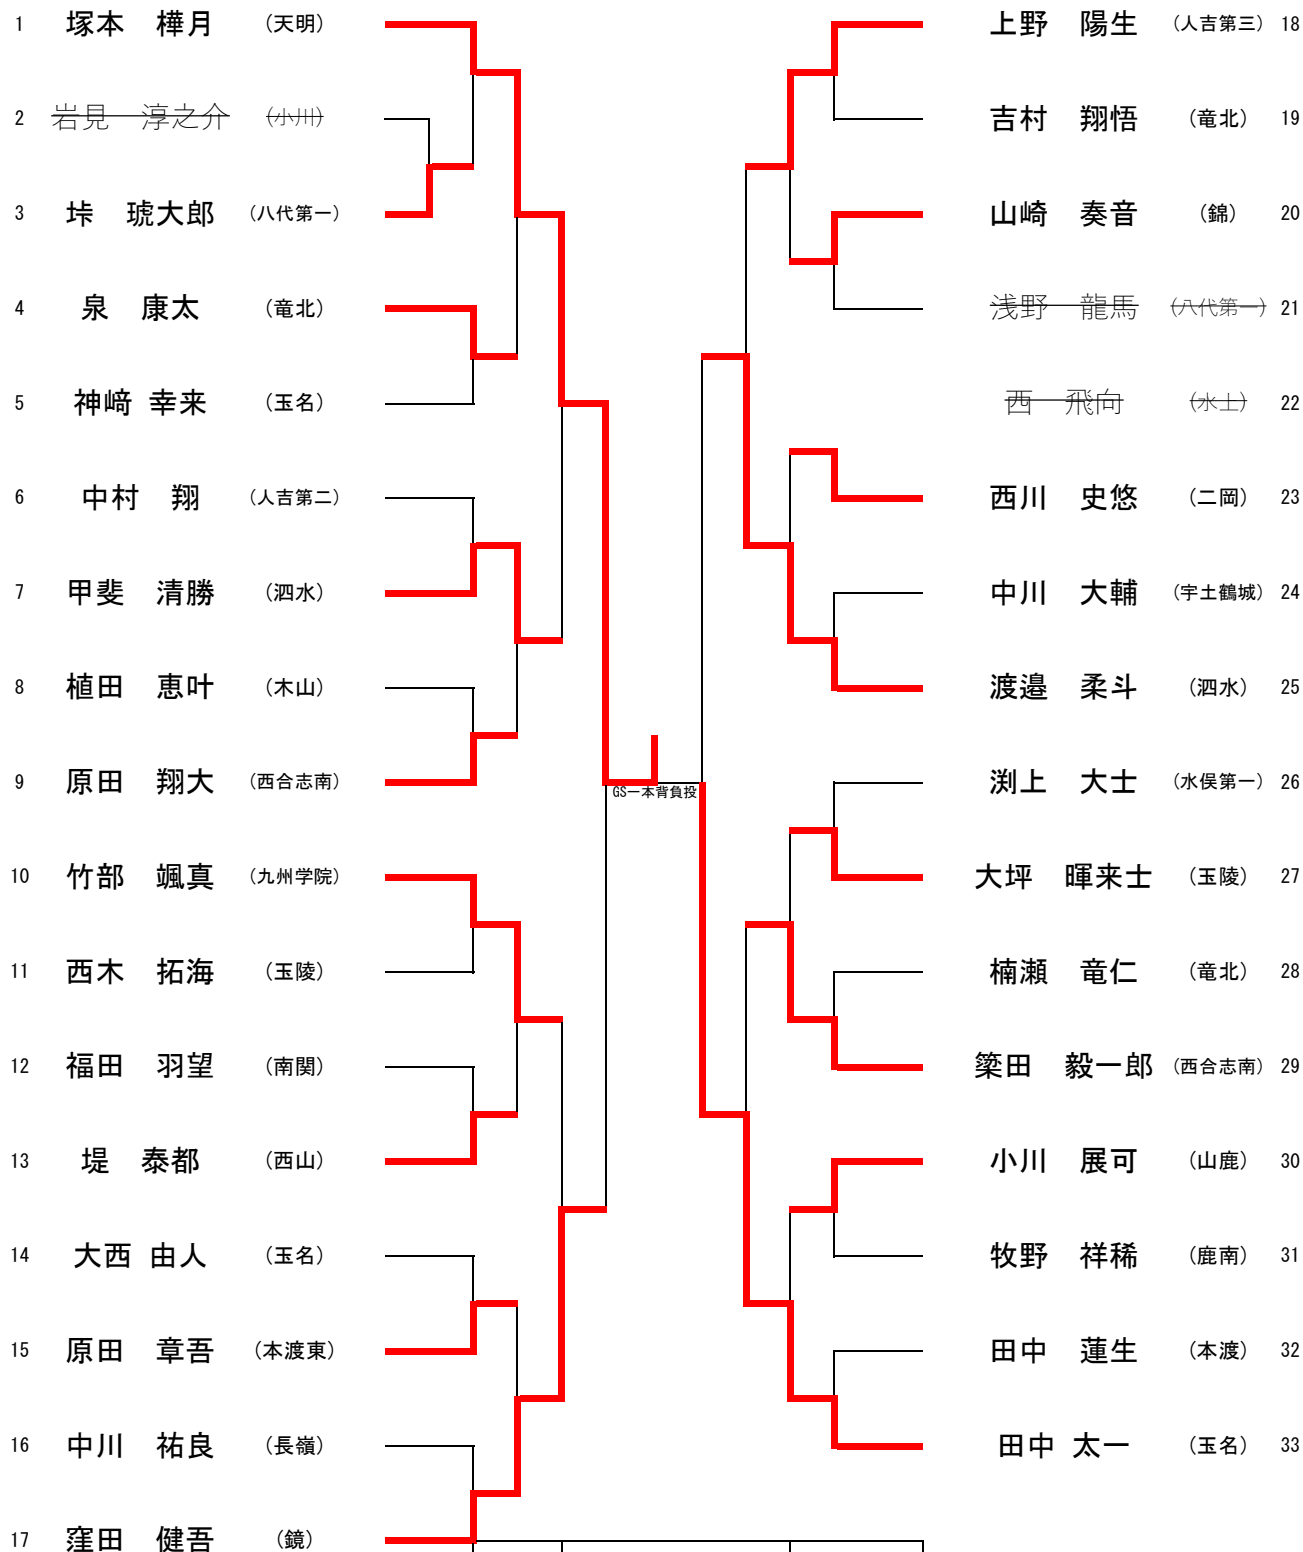 1 塚本 樺月 (天明)
2 岩見 淳之介 (小川)
3 垰 琥大郎 (八代第一)
4 泉 康太 (竜北)
5 神﨑 幸来 (玉名)
6 中村 翔 (人吉第二)
7 甲斐 清勝 (泗水)
8 植田 恵叶 (木山)
9 原田 翔大 (西合志南)
10 竹部 颯真 (九州学院)
11 西木 拓海 (玉陵)
12 福田 羽望 (南関)
13 堤 泰都 (西山)
14 大西 由人 (玉名)
15 原田 章吾 (本渡東)
16 中川 祐良 (長嶺)
17 窪田 健吾 (鏡)
GS一本背負投
上野 陽生 (人吉第三) 18
吉村 翔悟 (竜北) 19
山崎 奏音 (錦) 20
浅野 龍馬 (八代第一) 21
西 飛向 (水上) 22
西川 史悠 (二岡) 23
中川 大輔 (宇土鶴城) 24
渡邉 柔斗 (泗水) 25
渕上 大士 (水俣第一) 26
大坪 暉来士 (玉陵) 27
楠瀬 竜仁 (竜北) 28
簗田 毅一郎 (西合志南) 29
小川 展可 (山鹿) 30
牧野 祥稀 (鹿南) 31
田中 蓮生 (本渡) 32
田中 太一 (玉名) 33